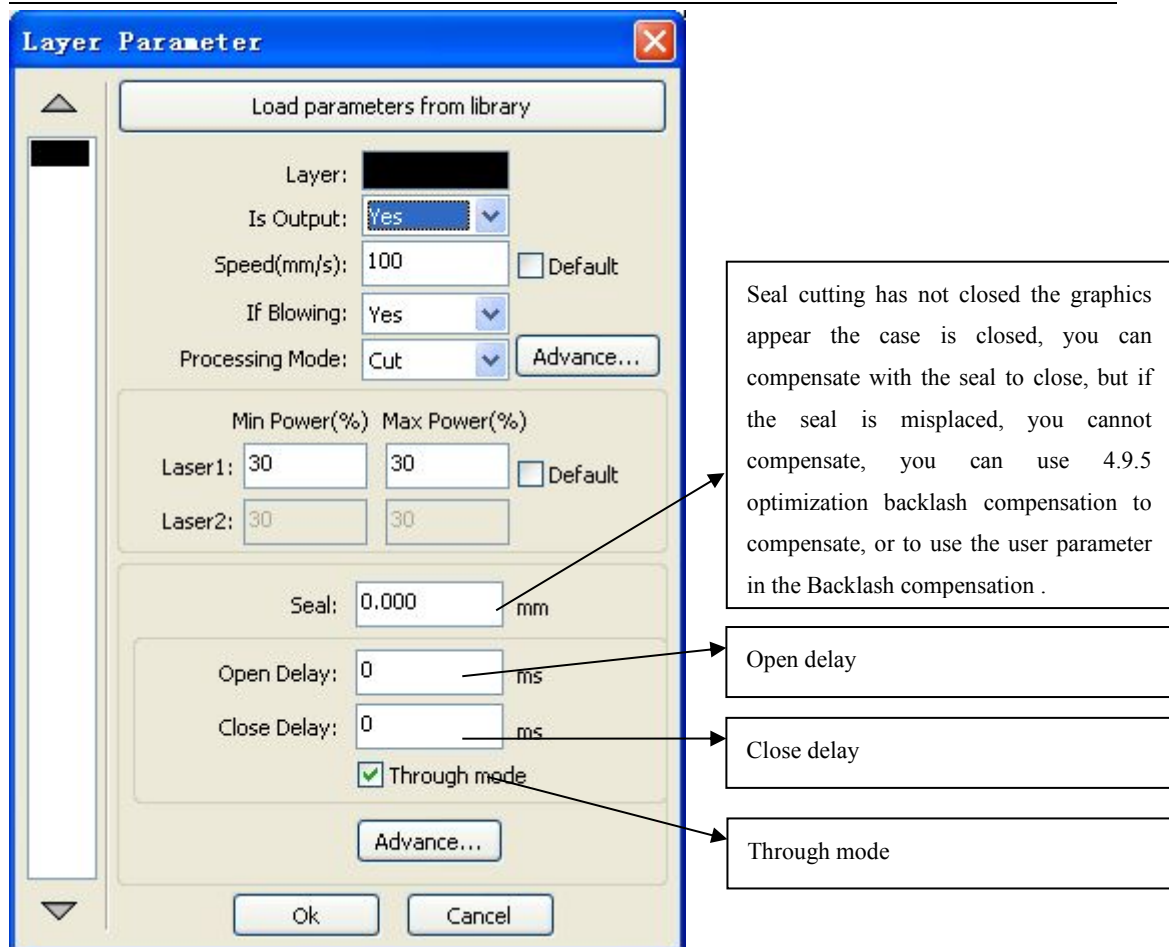 Layer Parameter
Load parameters from library
Layer:
Is Output: Yes
Speed(mm/s): 100 Default
If Blowing: Yes
Processing Mode: Cut Advance...
Min Power(%) Max Power(%)
Laser1: 30 30 Default
Laser2: 30 30
Seal: 0.000 mm
Open Delay: 0 ms
Close Delay: 0 ms
Through mode
Advance...
Ok Cancel
Seal cutting has not closed the graphics
appear the case is closed, you can
compensate with the seal to close, but if
the seal is misplaced, you cannot
compensate, you can use 4.9.5
optimization backlash compensation to
compensate, or to use the user parameter
in the Backlash compensation .
Open delay
Close delay
Through mode